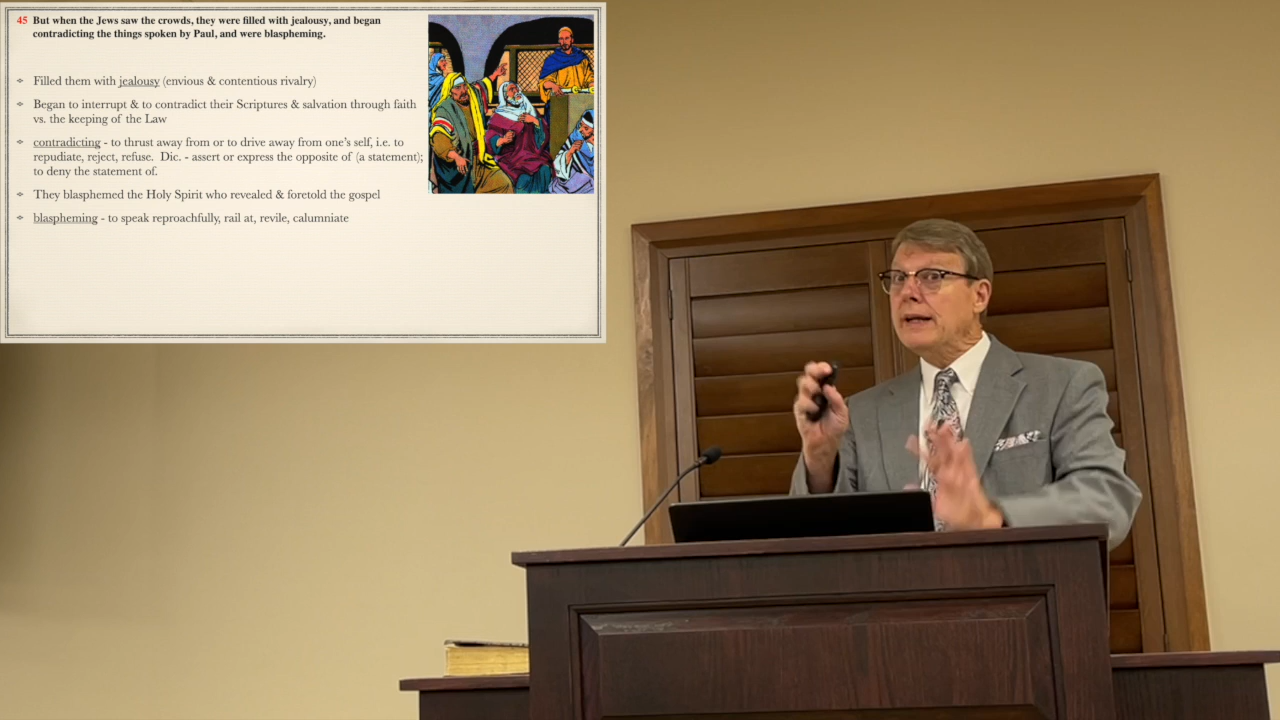 45 But when the Jews saw the crowds, they were filled with jealousy, and began
contradicting the things spoken by Paul, and were blaspheming.
Filled them with jealousy (envious & contentious rivalry)
Began to interrupt & to contradict their Scriptures & salvation through faith
vs. the keeping of the Law
contradicting - to thrust away from or to drive away from one's self, i.e. to
repudiate, reject, refuse. Dic. - assert or express the opposite of (a statement);
to deny the statement of.
They blasphemed the Holy Spirit who revealed & foretold the gospel
blaspheming - to speak reproachfully, rail at, revile, calumniate